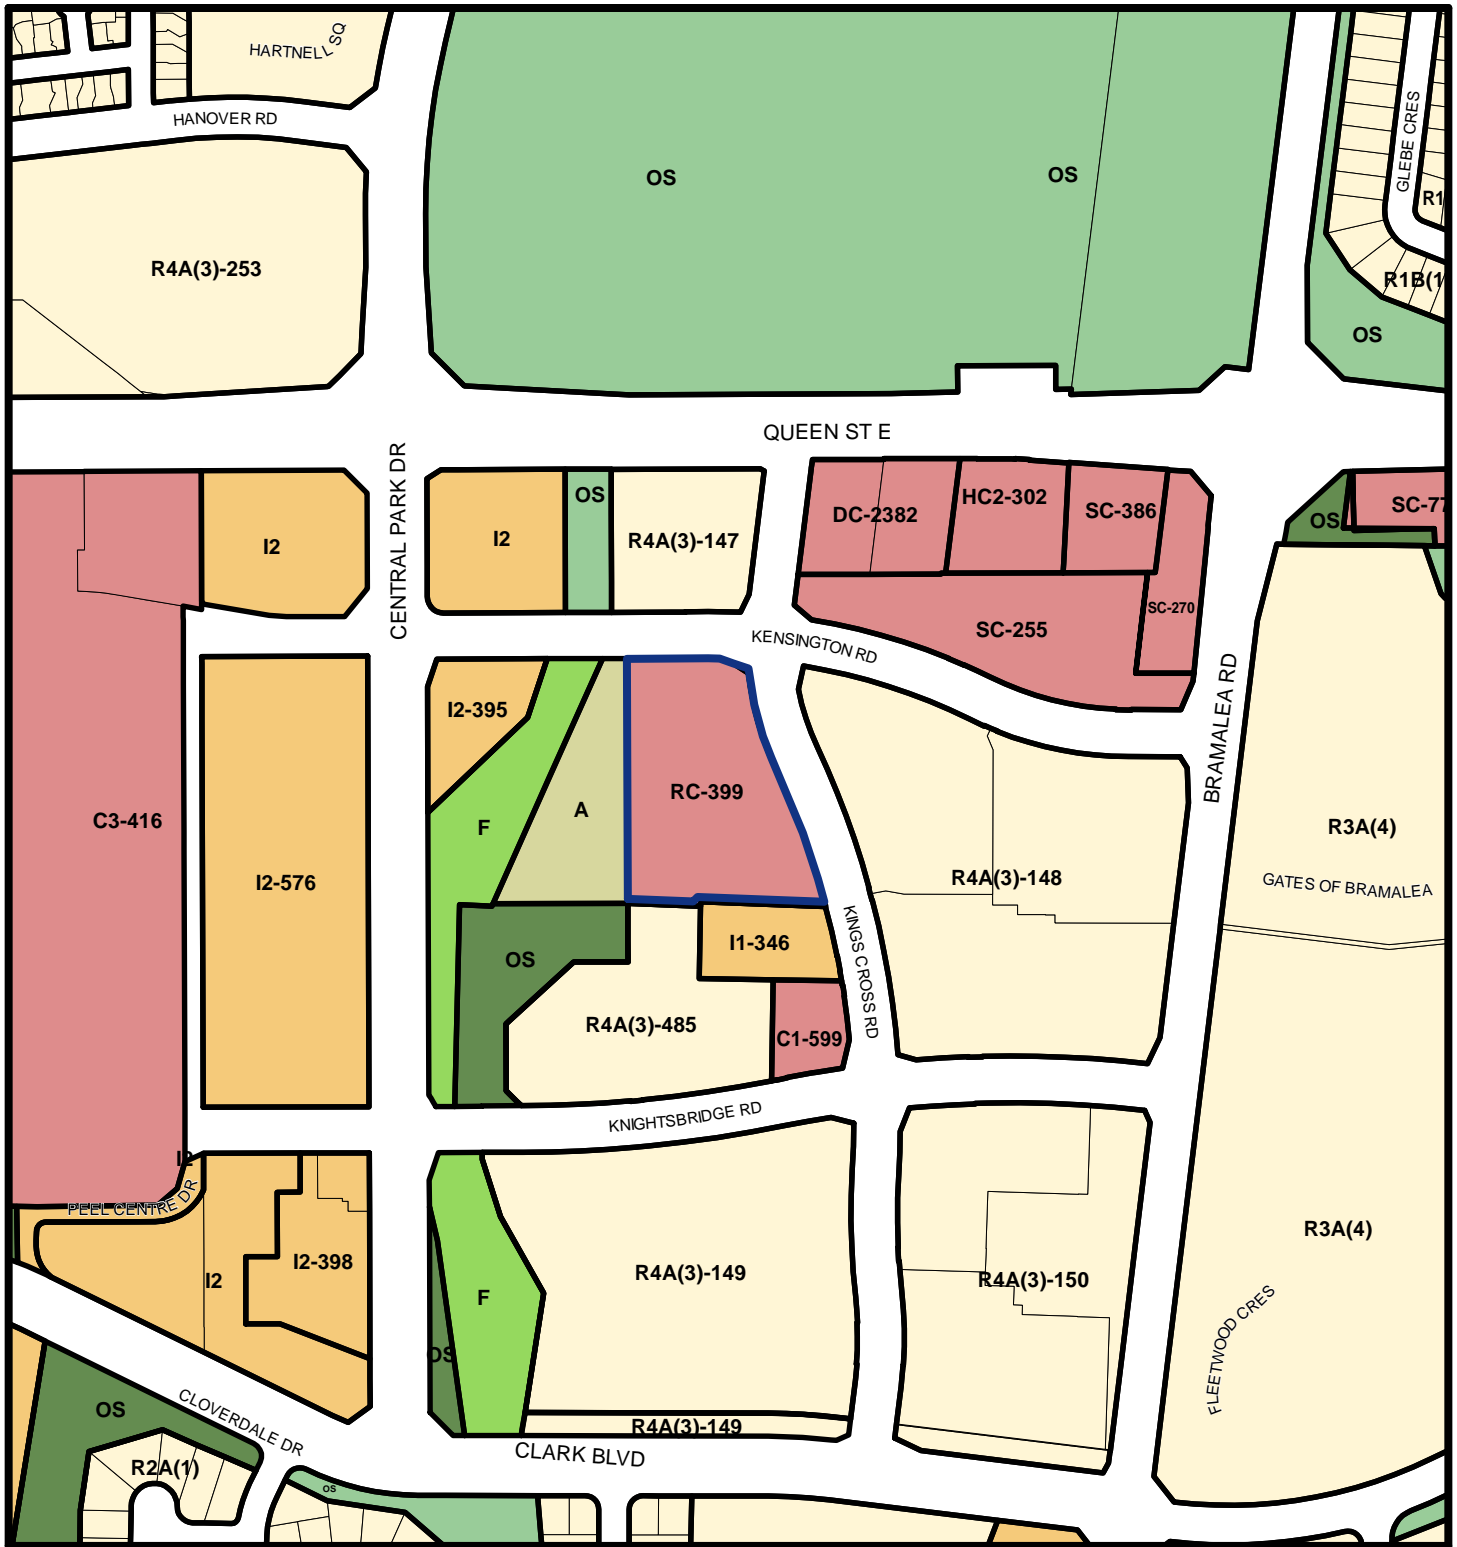 HARTNELL SQ
HANOVER RD
GLEBE CRES
OS
OS
R1
R4A(3)-253
R1B(1
OS
QUEEN ST E
CENTRAL PARK DR
OS
HC2-302
SC-386
SC-77
DC-2382
OS
I2
I2
R4A(3)-147
SC-270
SC-255
KENSINGTON RD
BRAMALEA RD
I2-395
RC-399
A
C3-416
F
R3A(4)
I2-576
R4A(3)-148
GATES OF BRAMALEA
I1-346
OS
KINGS CROSS RD
R4A(3)-485
C1-599
KNIGHTSBRIDGE RD
I2
PEEL CENTRE DR
R3A(4)
I2-398
R4A(3)-149
I2
R4A(3)-150
F
FLEETWOOD CRES
OS
OS
CLOVERDALE DR
R4A(3)-149
CLARK BLVD
R2A(1)
OS